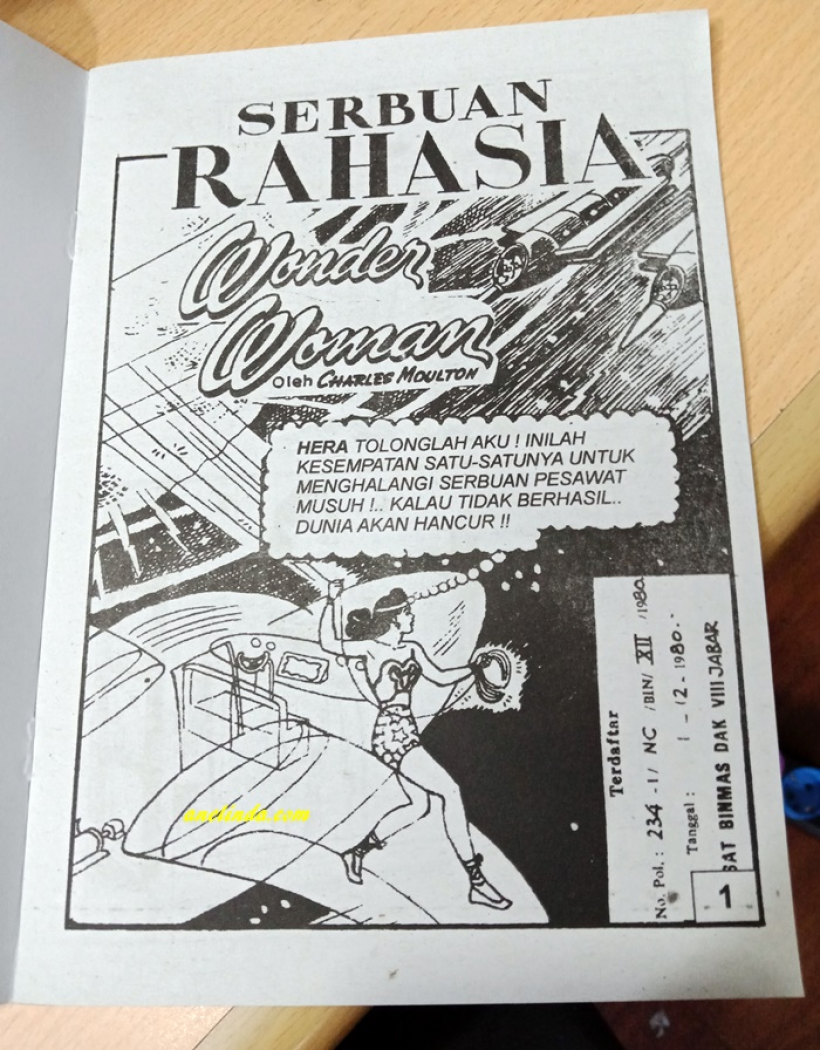 SERBUAN
RAHASIA
Wonder
Woman
Oleh CHARLES MOULTON
HERA TOLONGLAH AKU ! INILAH
KESEMPATAN SATU-SATUNYA UNTUK
MENGHALANGI SERBUAN PESAWAT
MUSUH !.. KALAU TIDAK BERHASIL..
DUNIA AKAN HANCUR !!
Terdaftar
No. Pol. : 234 - I / NC /BIN/ XII /1980.
Tanggal : 1 - 12 - 1980.-
SAT BINMAS DAK VIII JABAR
1
anelinda.com